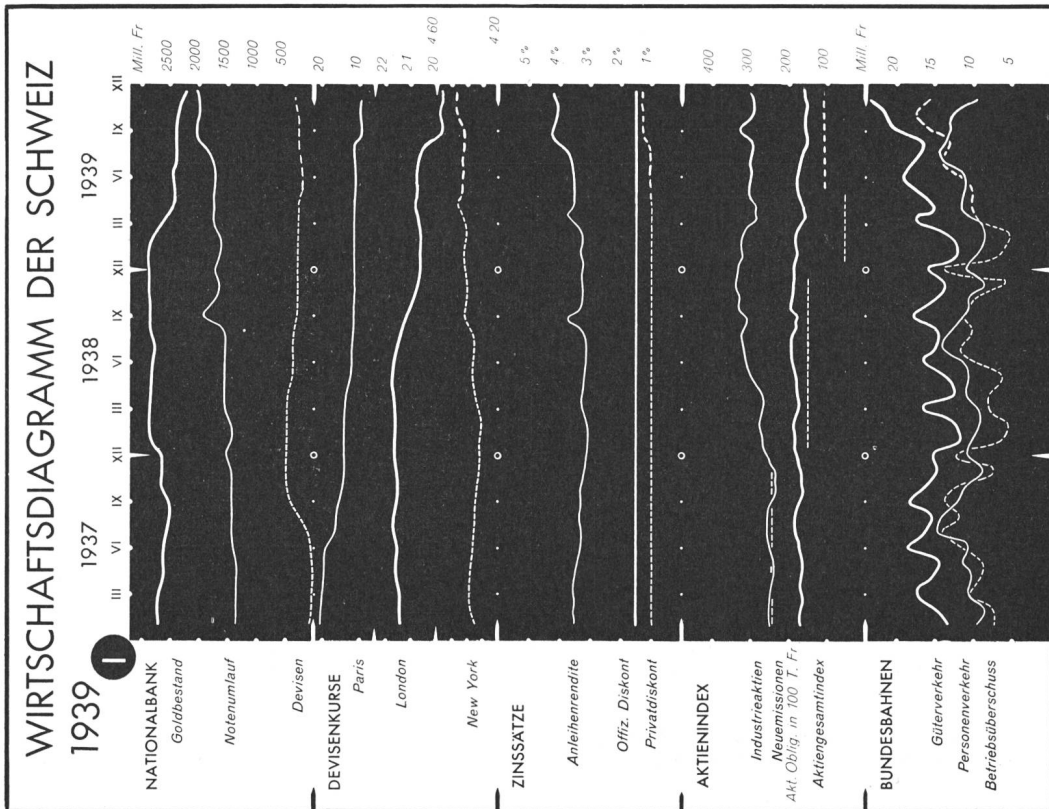 WIRTSCHAFTSDIAGRAMM DER SCHWEIZ
1939
I
1937 1938 1939
III VI IX XII III VI IX XII III VI IX XII
NATIONALBANK
Goldbestand
Notenumlauf
Devisen
Mill. Fr
2500
2000
1500
1000
500
DEVISENKURSE
Paris
London
New York
20
10
22
21
20
4 60
4 20
ZINSSÄTZE
Anleihenrendite
Offiz. Diskont
Privatdiskont
5 %
4 %
3 %
2 %
1 %
AKTIENINDEX
Industrieaktien
Neuemissionen
Akt. Oblig. in 100 T. Fr
Aktiengesamtindex
400
300
200
100
BUNDESBAHNEN
Güterverkehr
Personenverkehr
Betriebsüberschuss
Mill. Fr
20
15
10
5